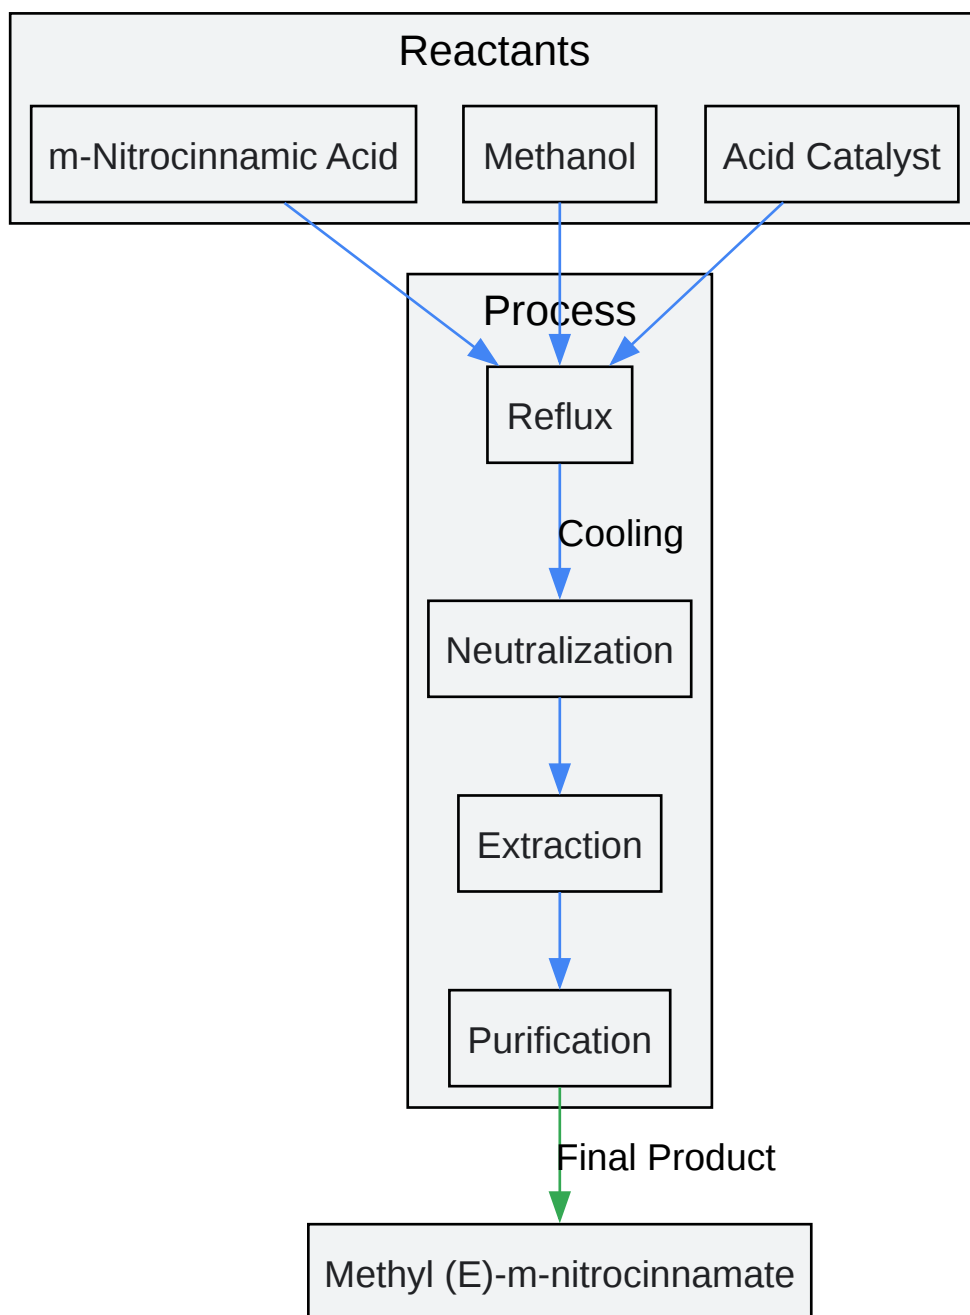 Reactants
m-Nitrocinnamic Acid
Methanol
Acid Catalyst
Process
Reflux
Cooling
Neutralization
Extraction
Purification
Final Product
Methyl (E)-m-nitrocinnamate